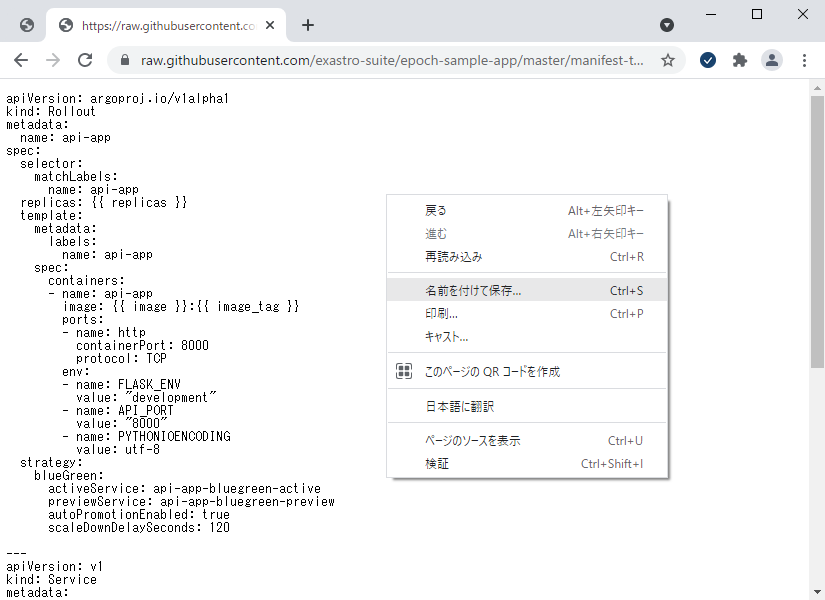 https://raw.githubusercontent.co
raw.githubusercontent.com/exastro-suite/epoch-sample-app/master/manifest-t...
apiVersion: argoproj.io/v1alpha1
kind: Rollout
metadata:
  name: api-app
spec:
  selector:
    matchLabels:
      name: api-app
  replicas: {{ replicas }}
  template:
    metadata:
      labels:
        name: api-app
    spec:
      containers:
      - name: api-app
        image: {{ image }}:{{ image_tag }}
        ports:
        - name: http
          containerPort: 8000
          protocol: TCP
        env:
        - name: FLASK_ENV
          value: "development"
        - name: API_PORT
          value: "8000"
        - name: PYTHONIOENCODING
          value: utf-8
  strategy:
    blueGreen:
      activeService: api-app-bluegreen-active
      previewService: api-app-bluegreen-preview
      autoPromotionEnabled: true
      scaleDownDelaySeconds: 120
---
apiVersion: v1
kind: Service
metadata:
戻る Alt+左矢印キー
進む Alt+右矢印キー
再読み込み Ctrl+R
名前を付けて保存... Ctrl+S
印刷... Ctrl+P
キャスト...
このページの QR コードを作成
日本語に翻訳
ページのソースを表示 Ctrl+U
検証 Ctrl+Shift+I